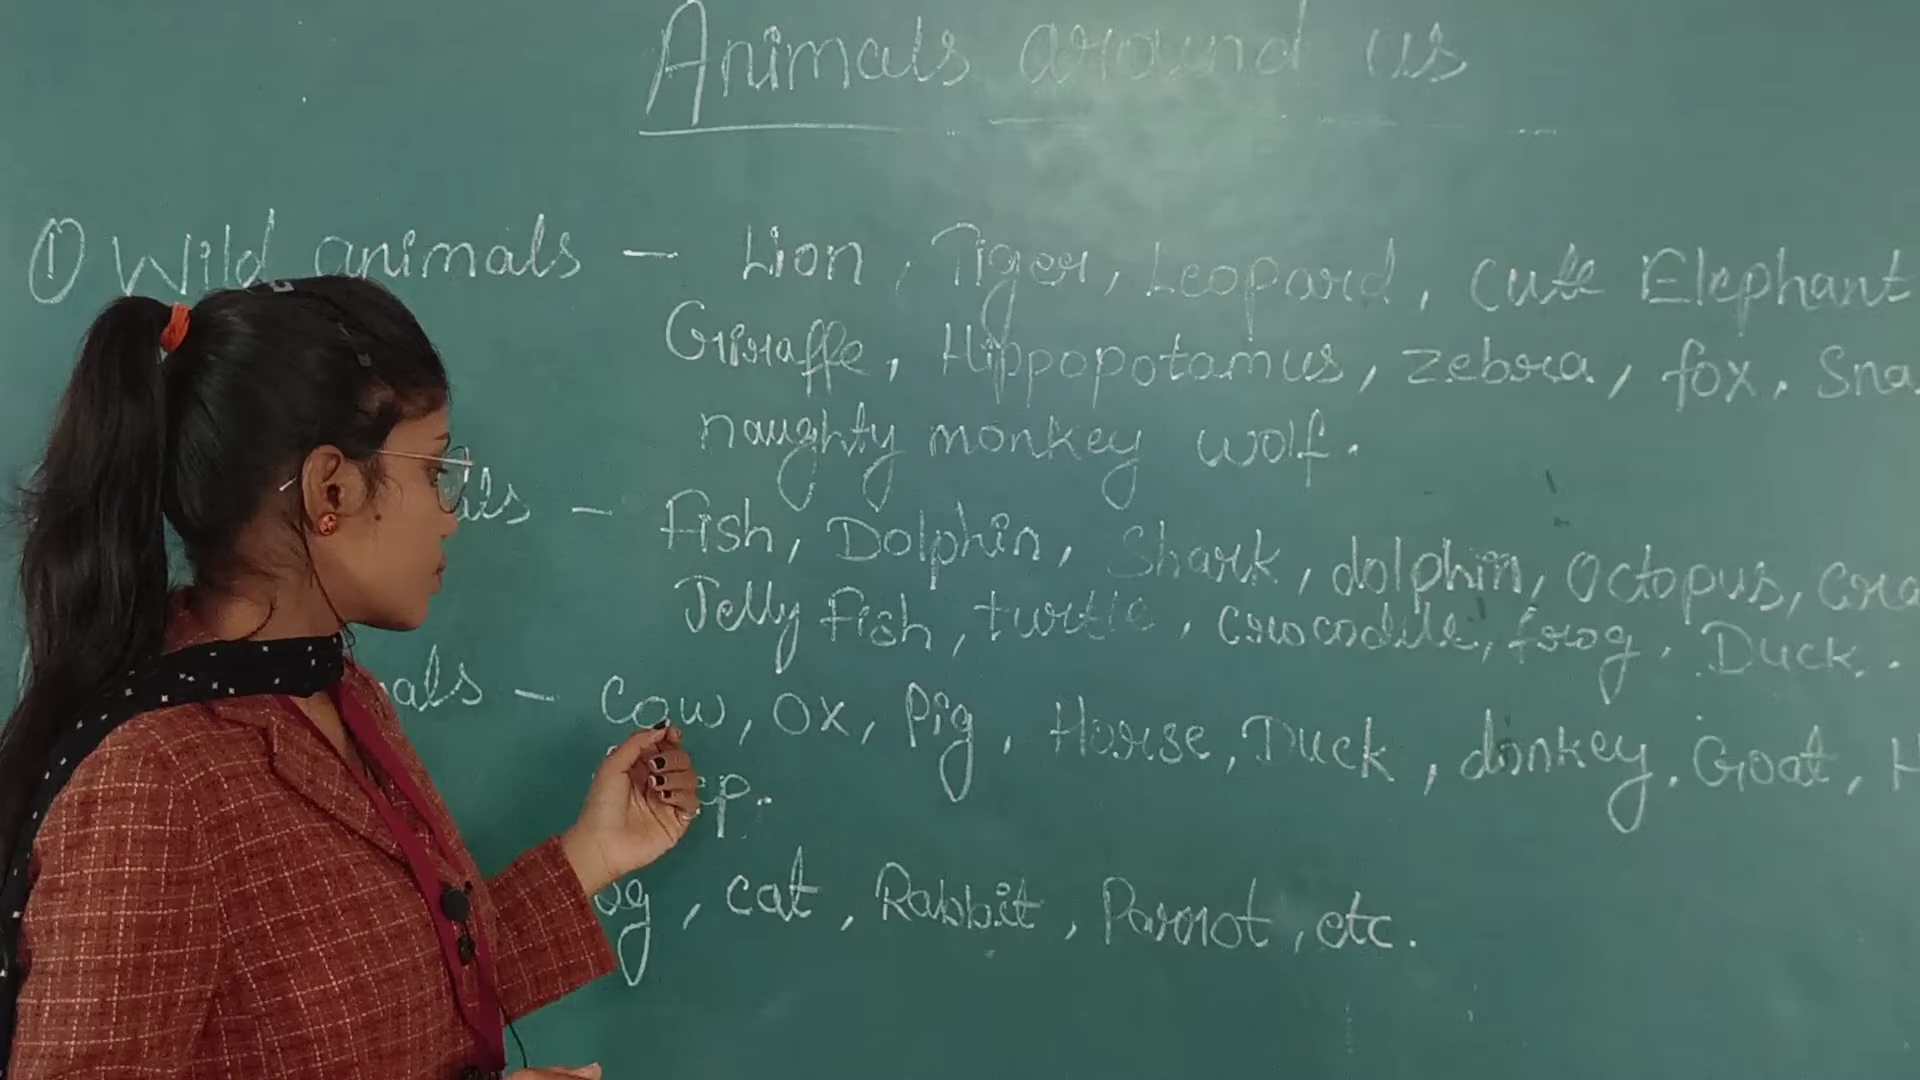 Animals around us
① Wild animals - Lion, Tiger, Leopard, cute Elephant
Giraffe, Hippopotamus, zebra, fox. Sna
naughty monkey wolf.
als - Fish, Dolphin, Shark, dolphin, Octopus, Cra
Jelly Fish, turtle, crocodile, frog. Duck.
als - Cow, Ox, Pig, Horse, Duck, donkey. Goat, H
ep.
og, cat, Rabbit, Parrot, etc.